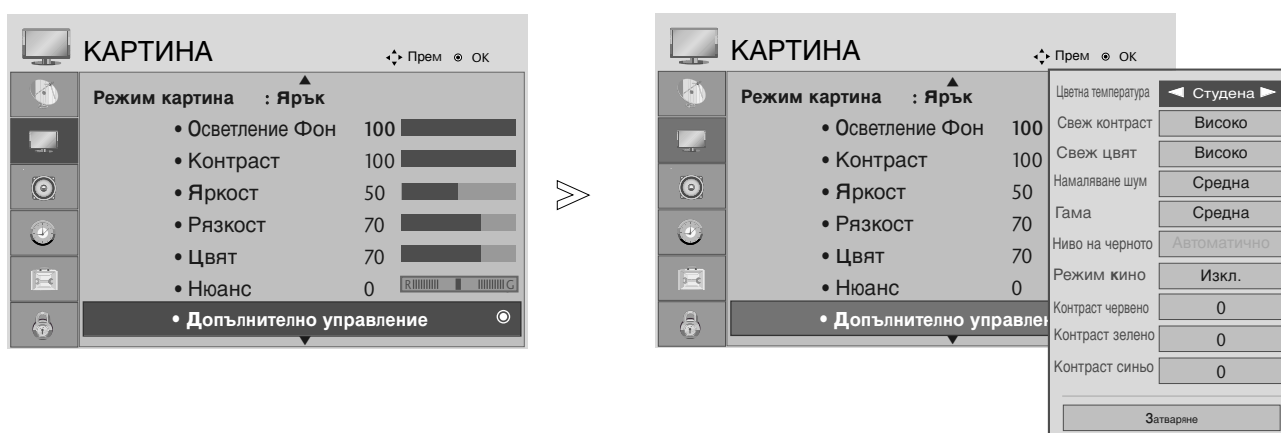 КАРТИНА Прем ОК
Режим картина : Ярък
• Осветление Фон 100
• Контраст 100
• Яркост 50
• Рязкост 70
• Цвят 70
• Нюанс 0 R G
• Допълнително управление
КАРТИНА Прем ОК
Режим картина : Ярък
• Осветление Фон 100
• Контраст 100
• Яркост 50
• Рязкост 70
• Цвят 70
• Нюанс 0
• Допълнително управлен
Цветна температура Студена
Свеж контраст Високо
Свеж цвят Високо
Намаляване шум Средна
Гама Средна
Ниво на черното Автоматично
Режим кино Изкл.
Контраст червено 0
Контраст зелено 0
Контраст синьо 0
Затваряне